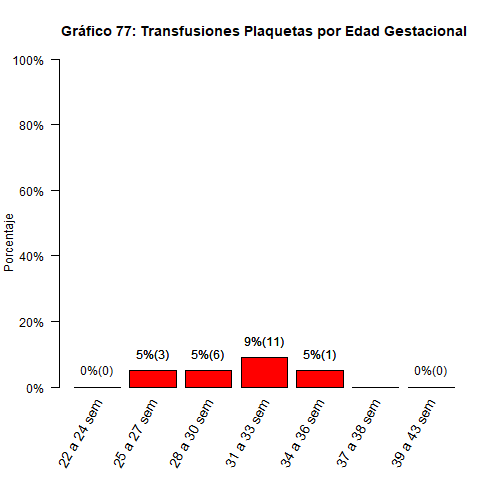 Gráfico 77: Transfusiones Plaquetas por Edad Gestacional
100%
80%
60%
40%
20%
0%
Porcentaje
0%(0)
5%(3)
5%(6)
9%(11)
5%(1)
0%(0)
22 a 24 sem
25 a 27 sem
28 a 30 sem
31 a 33 sem
34 a 36 sem
37 a 38 sem
39 a 43 sem